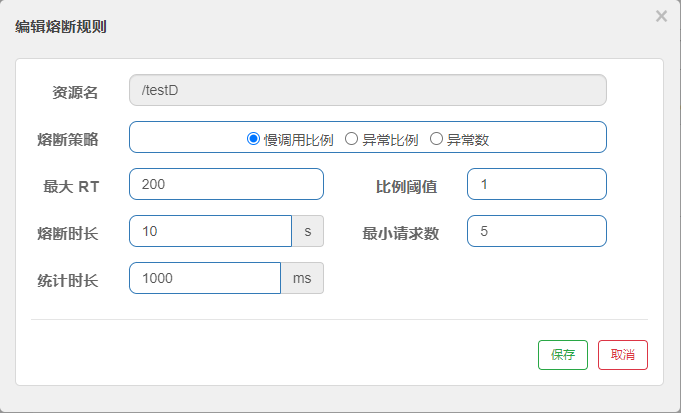 编辑熔断规则
×
资源名 /testD
熔断策略 慢调用比例 异常比例 异常数
最大 RT 200 比例阈值 1
熔断时长 10 s 最小请求数 5
统计时长 1000 ms
保存 取消